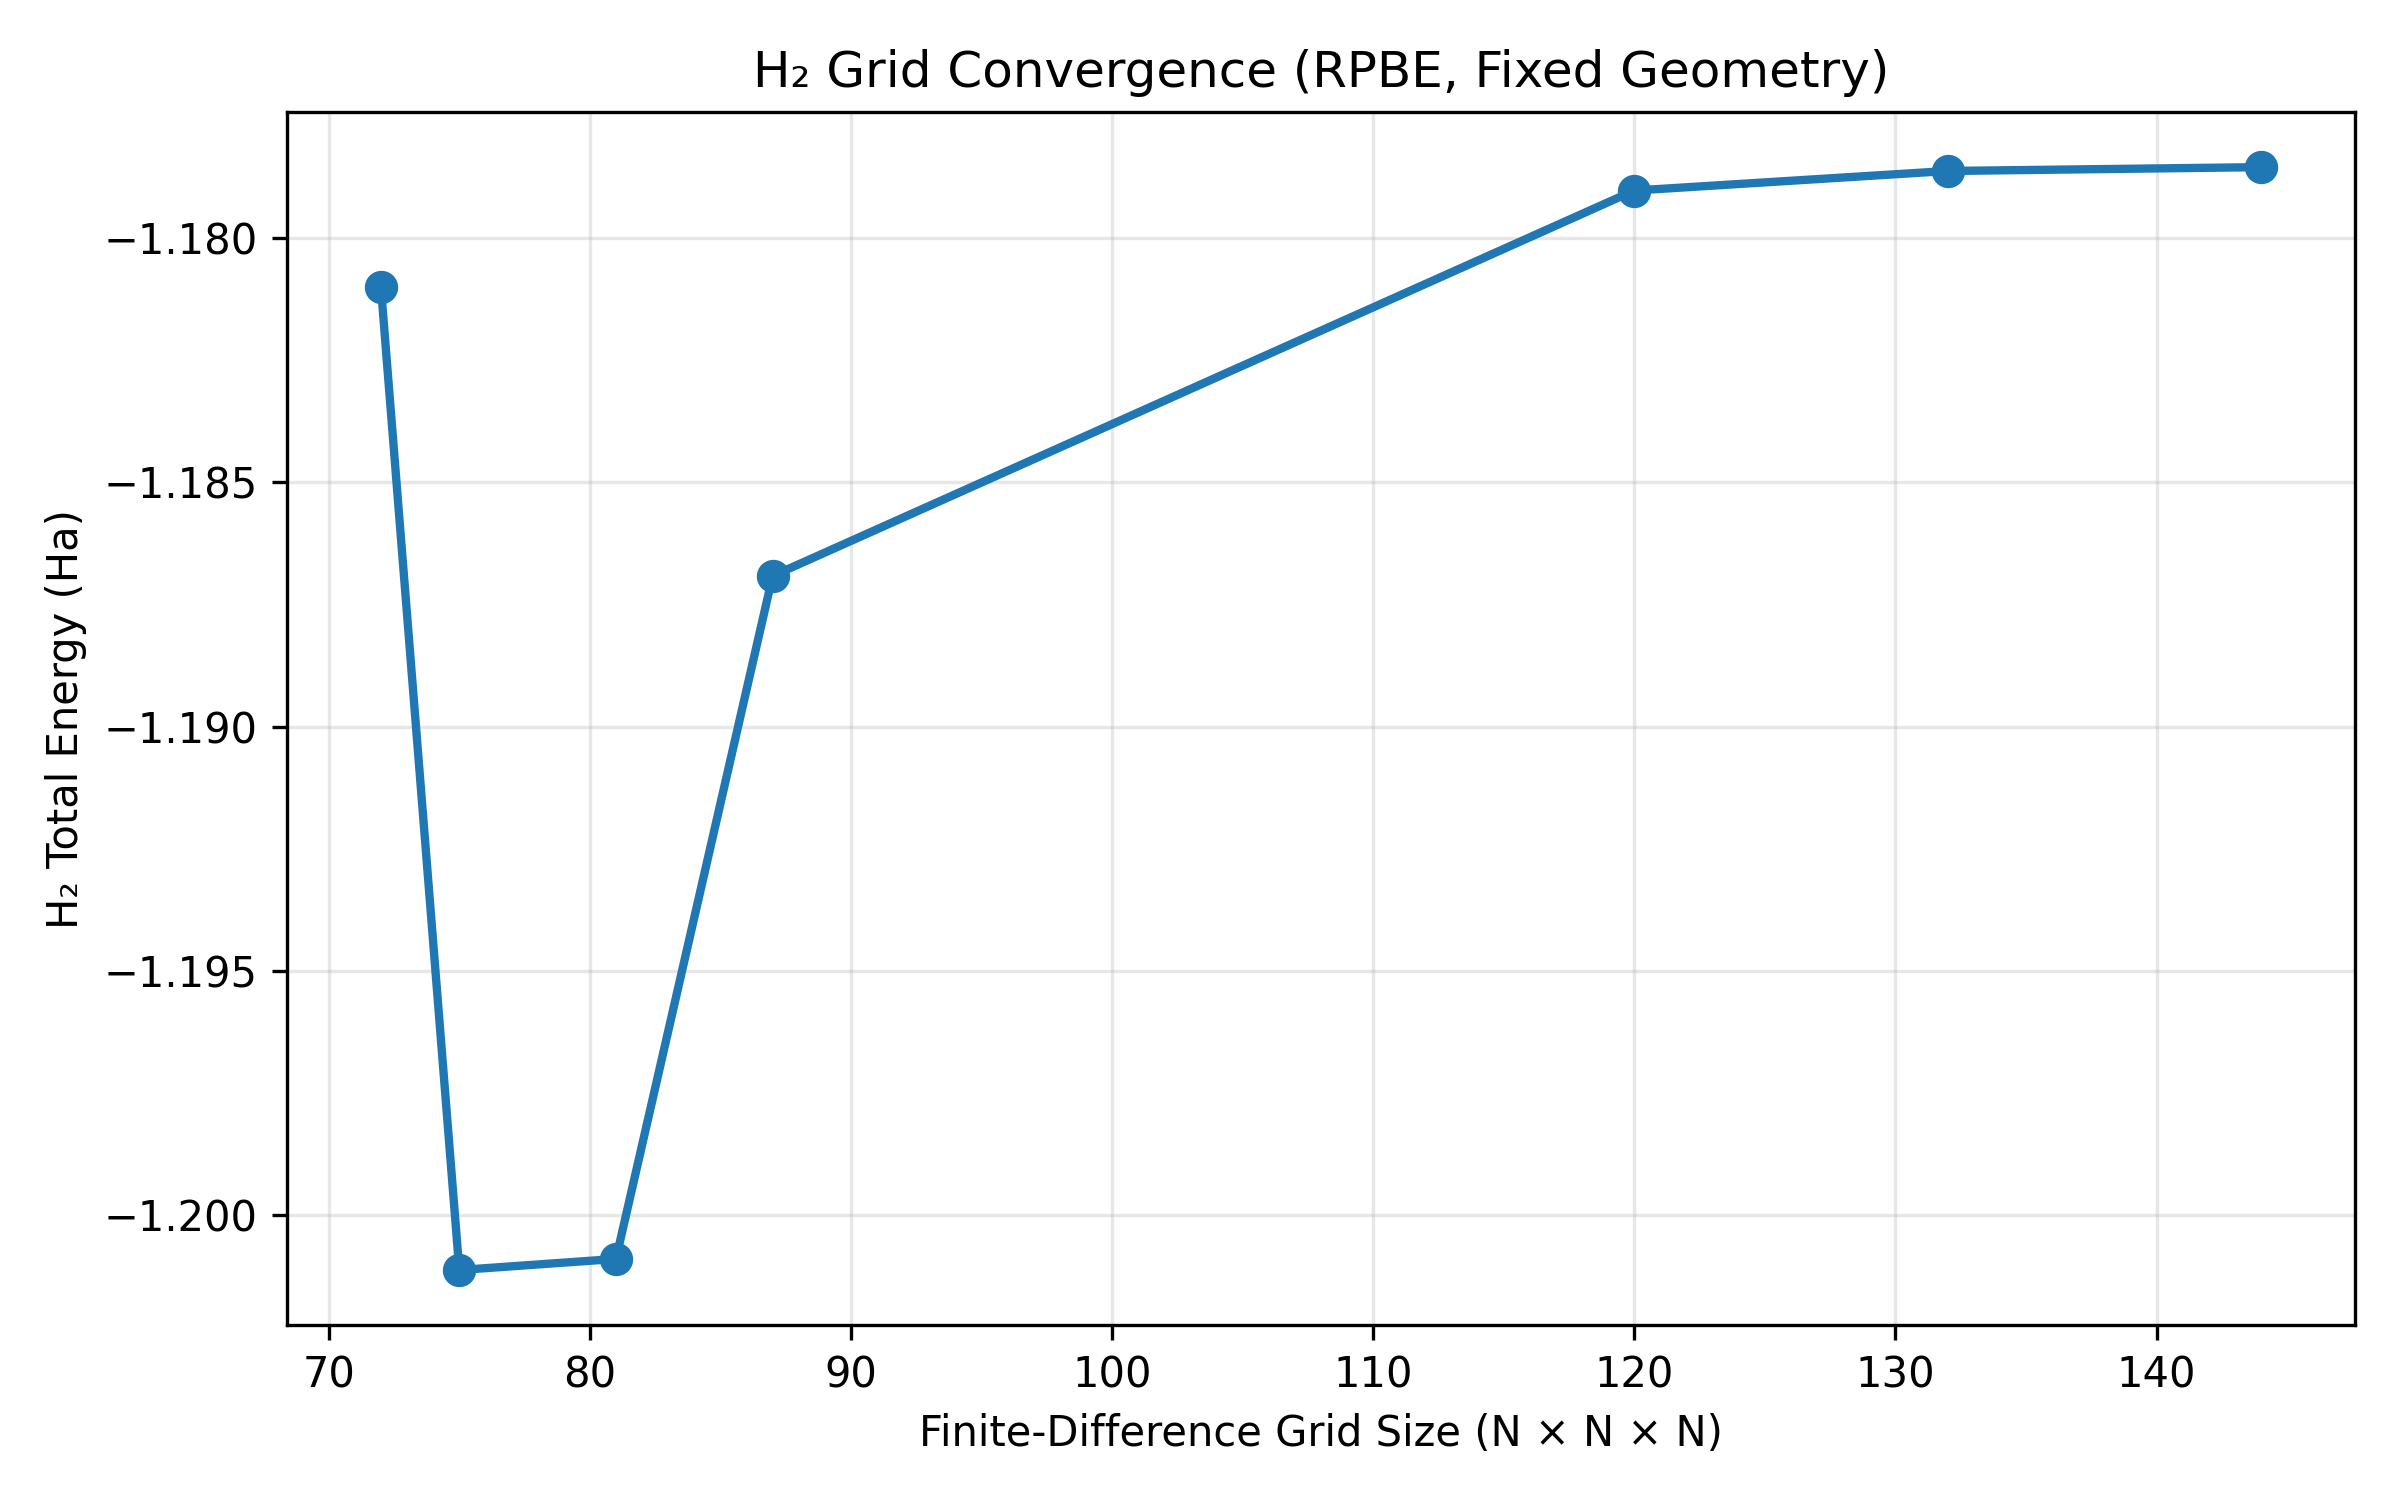 H₂ Grid Convergence (RPBE, Fixed Geometry)
H₂ Total Energy (Ha)
−1.180
−1.185
−1.190
−1.195
−1.200
70 80 90 100 110 120 130 140
Finite-Difference Grid Size (N × N × N)